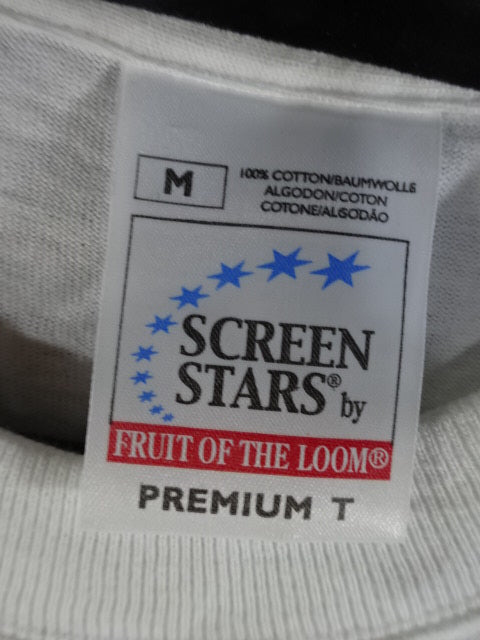 M
100% COTTON/BAUMWOLLE
ALGODON/COTON
COTONE/ALGODÃO
SCREEN
STARS® by
FRUIT OF THE LOOM®
PREMIUM T